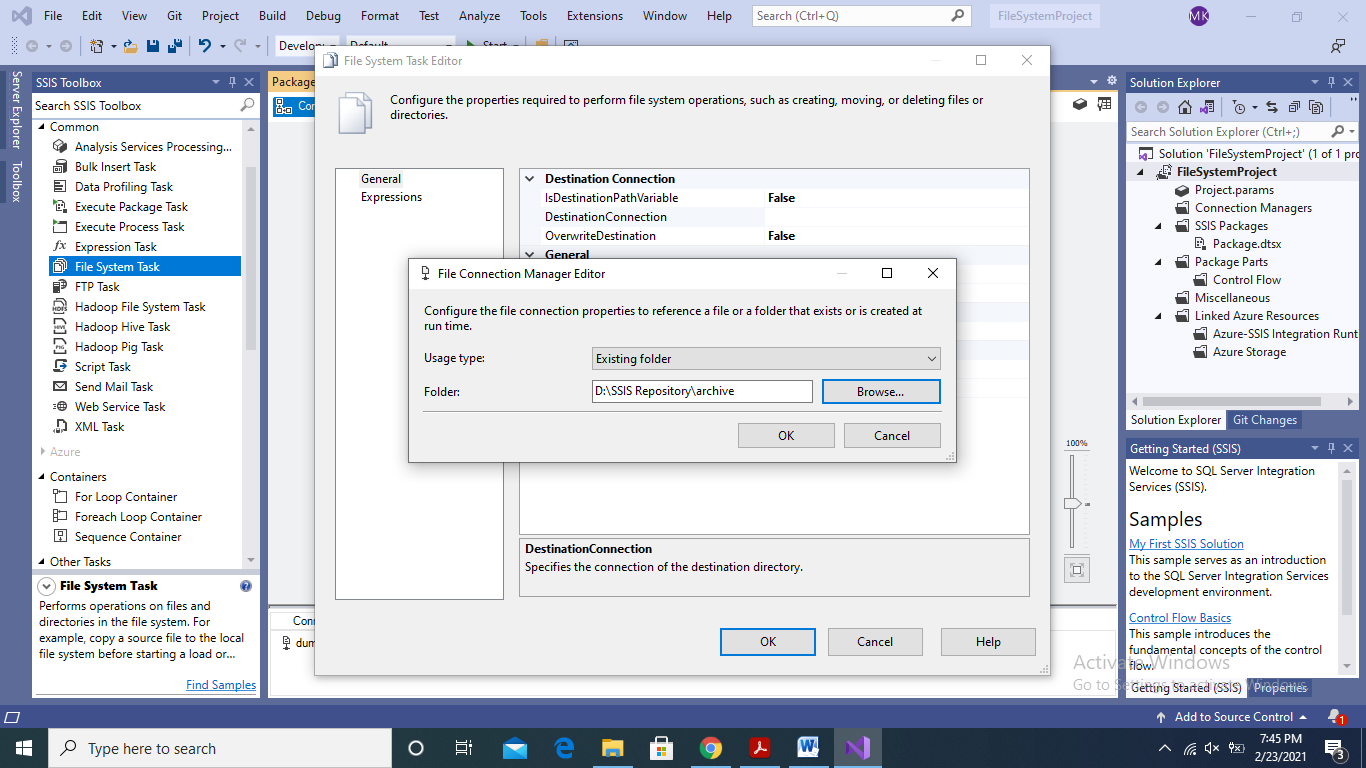 File Edit View Git Project Build Debug Format Test Analyze Tools Extensions Window Help Search (Ctrl+Q) FileSystemProject MK
Start
SSIS Toolbox
Search SSIS Toolbox
Server Explorer
Toolbox
Common
Analysis Services Processing...
Bulk Insert Task
Data Profiling Task
Execute Package Task
Execute Process Task
Expression Task
File System Task
FTP Task
Hadoop File System Task
Hadoop Hive Task
Hadoop Pig Task
Script Task
Send Mail Task
Web Service Task
XML Task
Azure
Containers
For Loop Container
Foreach Loop Container
Sequence Container
Other Tasks
File System Task
Performs operations on files and
directories in the file system. For
example, copy a source file to the local
file system before starting a load or...
Find Samples
Package
File System Task Editor
Configure the properties required to perform file system operations, such as creating, moving, or deleting files or
directories.
General
Expressions
Destination Connection
IsDestinationPathVariable False
DestinationConnection
OverwriteDestination False
General
File Connection Manager Editor
Configure the file connection properties to reference a file or a folder that exists or is created at
run time.
Usage type: Existing folder
Folder: D:\SSIS Repository\archive Browse...
OK Cancel
DestinationConnection
Specifies the connection of the destination directory.
OK Cancel Help
100%
Solution Explorer
Search Solution Explorer (Ctrl+;)
Solution 'FileSystemProject' (1 of 1 pro
FileSystemProject
Project.params
Connection Managers
SSIS Packages
Package.dtsx
Package Parts
Control Flow
Miscellaneous
Linked Azure Resources
Azure-SSIS Integration Runt
Azure Storage
Solution Explorer Git Changes
Getting Started (SSIS)
Welcome to SQL Server Integration
Services (SSIS).
Samples
My First SSIS Solution
This sample serves as an introduction
to the SQL Server Integration Services
development environment.
Control Flow Basics
This sample introduces the
fundamental concepts of the control
flow.
Activate Windows
Go to Settings to activate Windows.
Getting Started (SSIS) Properties
Add to Source Control 1
Type here to search
7:45 PM
2/23/2021
3